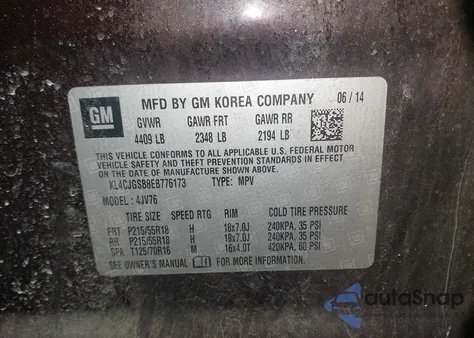 GM MFD BY GM KOREA COMPANY 06 / 14
GVWR GAWR FRT GAWR RR
4409 LB 2348 LB 2194 LB
THIS VEHICLE CONFORMS TO ALL APPLICABLE U.S. FEDERAL MOTOR
VEHICLE SAFETY AND THEFT PREVENTION STANDARDS IN EFFECT ON
THE DATE OF MANUFACTURE SHOWN ABOVE.
KL4CJGSB8EB776173 TYPE: MPV
MODEL: 4JV76
TIRE SIZE SPEED RTG RIM COLD TIRE PRESSURE
FRT P215/55R18 H 18x7.0J 240KPA, 35 PSI
RR P215/55R18 H 18x7.0J 240KPA, 35 PSI
SPA T125/70R16 M 16x4.0T 420KPA, 60 PSI
SEE OWNER'S MANUAL FOR MORE INFORMATION.
autoSnap